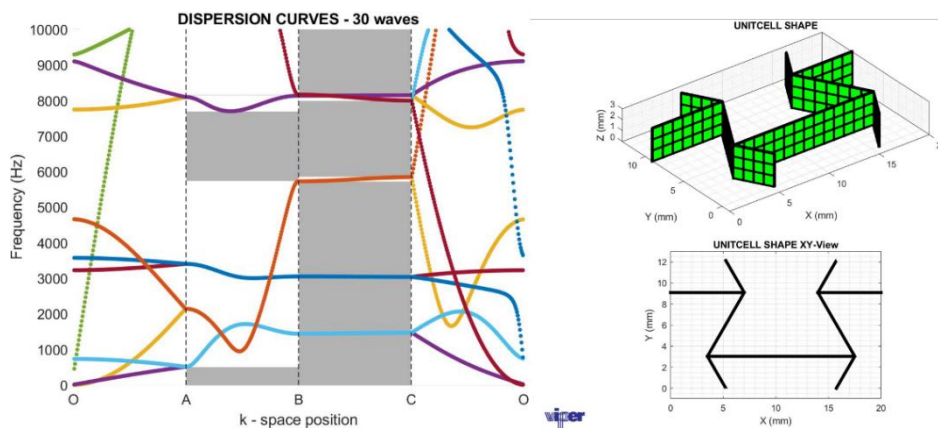 DISPERSION CURVES - 30 waves
10000
9000
8000
7000
6000
5000
4000
3000
2000
1000
0
Frequency (Hz)
O A B C O
k - space position
viper
UNITCELL SHAPE
3
2
1
0
Z (mm)
10
5
0
Y (mm)
0
5
10
15
X (mm)
UNITCELL SHAPE XY-View
12
10
8
6
4
2
0
Y (mm)
0 5 10 15 20
X (mm)